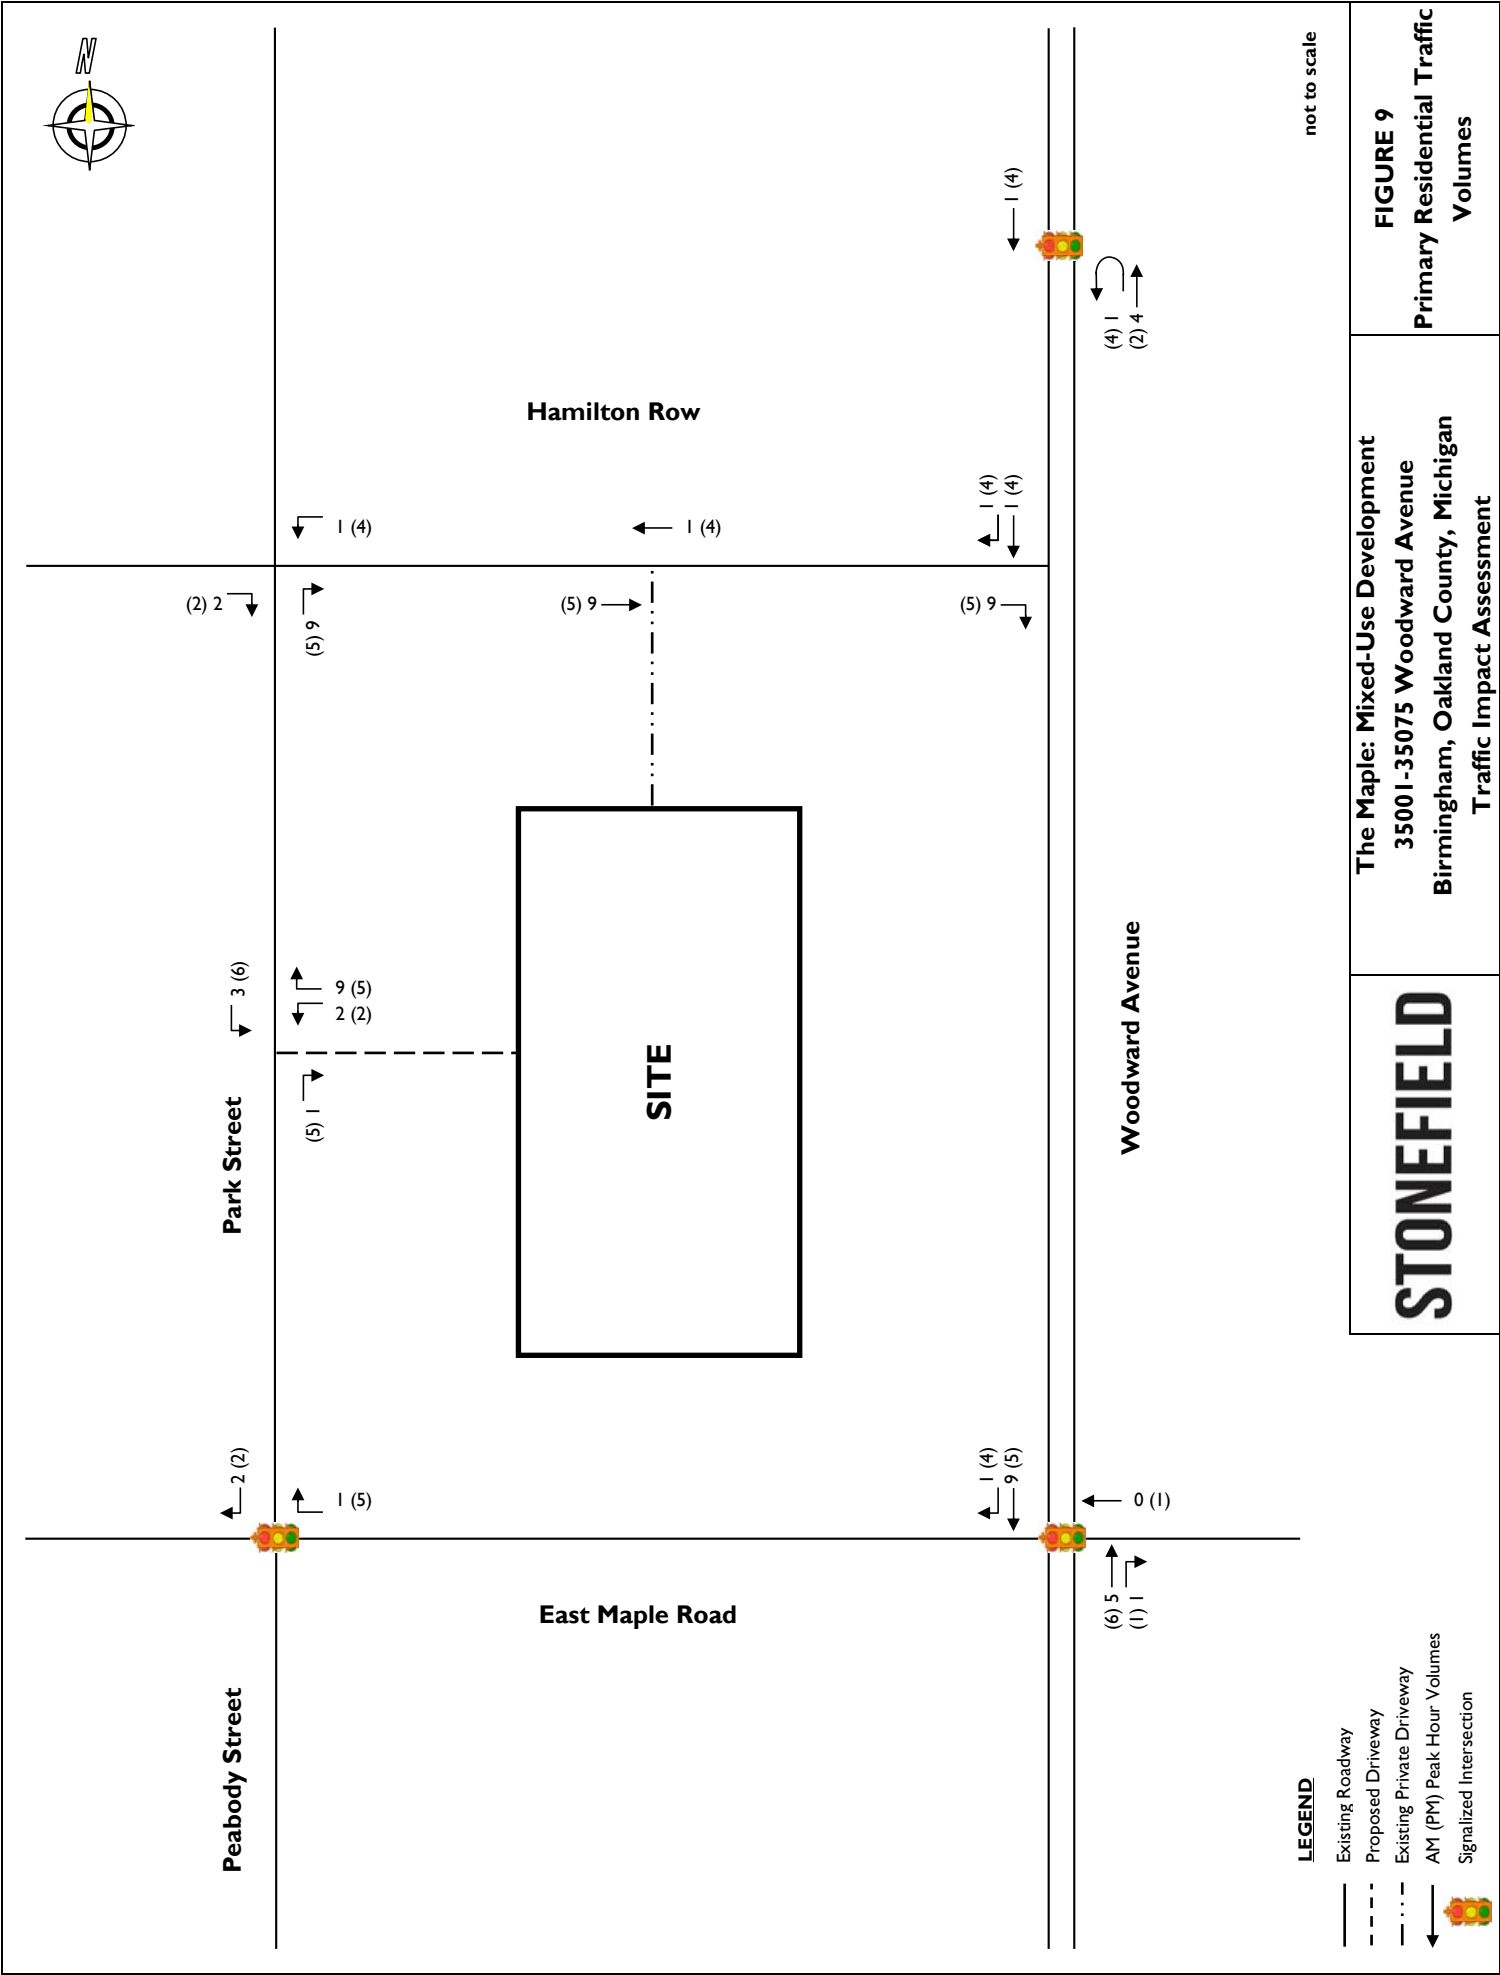 N
not to scale
1 (4)
(4) 1
(2) 4
Hamilton Row
1 (4)
1 (4)
1 (4)
1 (4)
(2) 2
(5) 9
(5) 9
(5) 9
Park Street
3 (6)
9 (5)
2 (2)
(5) 1
SITE
Woodward Avenue
2 (2)
1 (5)
1 (4)
9 (5)
0 (1)
(6) 5
(1) 1
East Maple Road
Peabody Street
LEGEND
Existing Roadway
Proposed Driveway
Existing Private Driveway
AM (PM) Peak Hour Volumes
Signalized Intersection
STONEFIELD
The Maple: Mixed-Use Development
35001-35075 Woodward Avenue
Birmingham, Oakland County, Michigan
Traffic Impact Assessment
FIGURE 9
Primary Residential Traffic
Volumes